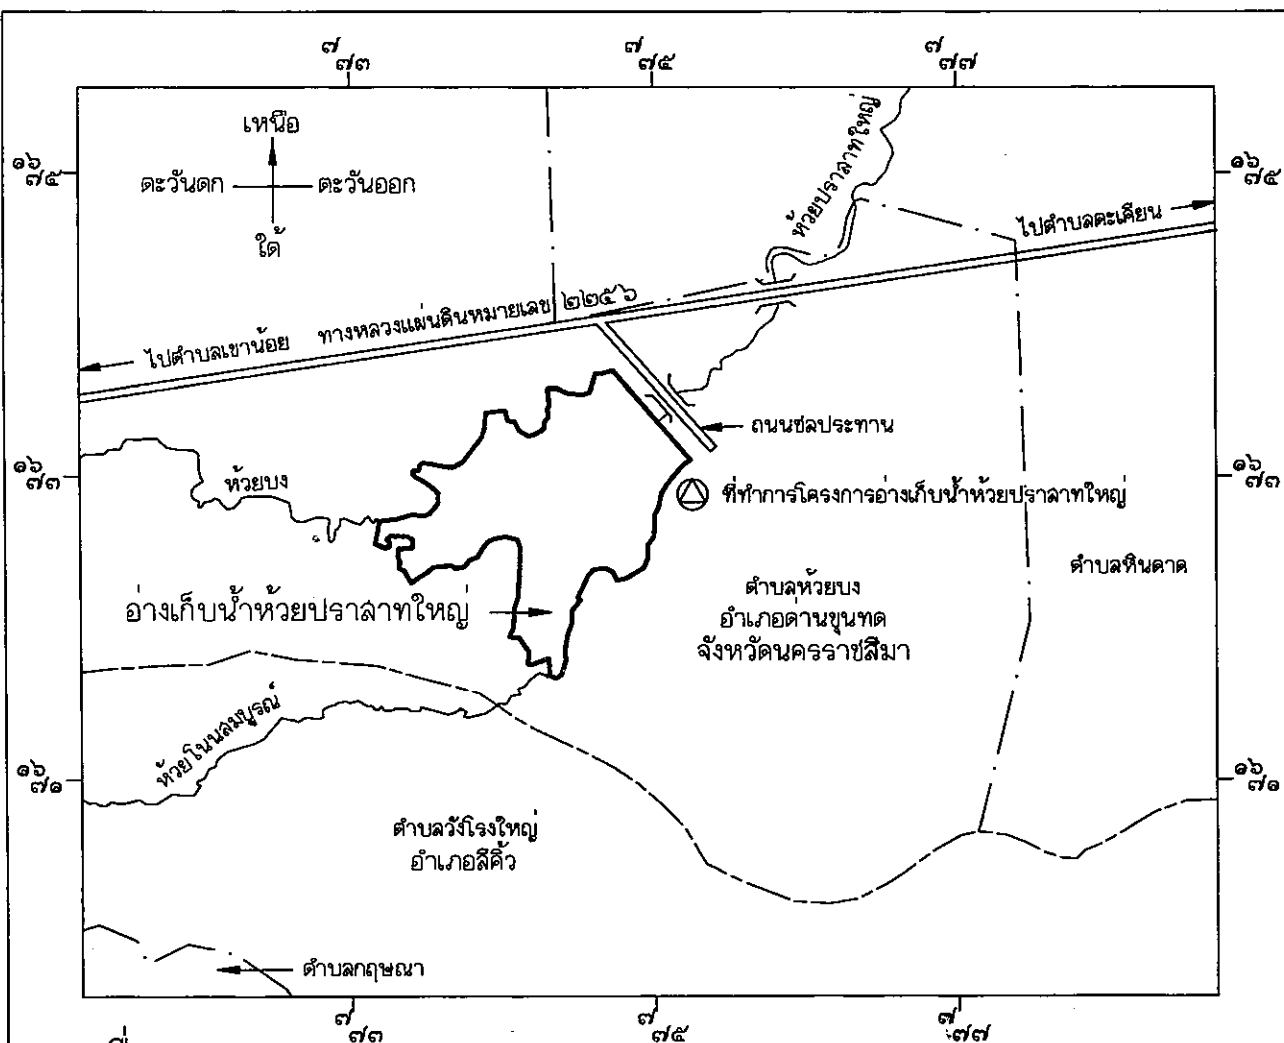 ๗๗๓
๗๗๕
๗๗๗
เหนือ
ตะวันตก
ตะวันออก
ใต้
๑๖๗๕
๑๖๗๕
ห้วยปราสาทใหญ่
ไปตำบลตะเคียน
ทางหลวงแผ่นดินหมายเลข ๒๒๕๖
ไปตำบลเขาน้อย
ถนนชลประทาน
๑๖๗๓
๑๖๗๓
ห้วยบง
ที่ทำการโครงการอ่างเก็บน้ำห้วยปราสาทใหญ่
ตำบลหินดาด
ตำบลห้วยบง
อำเภอด่านขุนทด
จังหวัดนครราชสีมา
อ่างเก็บน้ำห้วยปราสาทใหญ่
ห้วยโนนสมบูรณ์
๑๖๗๑
๑๖๗๑
ตำบลวังโรงใหญ่
อำเภอสีคิ้ว
ตำบลกฤษณา
๗๗๓
๗๗๕
๗๗๗